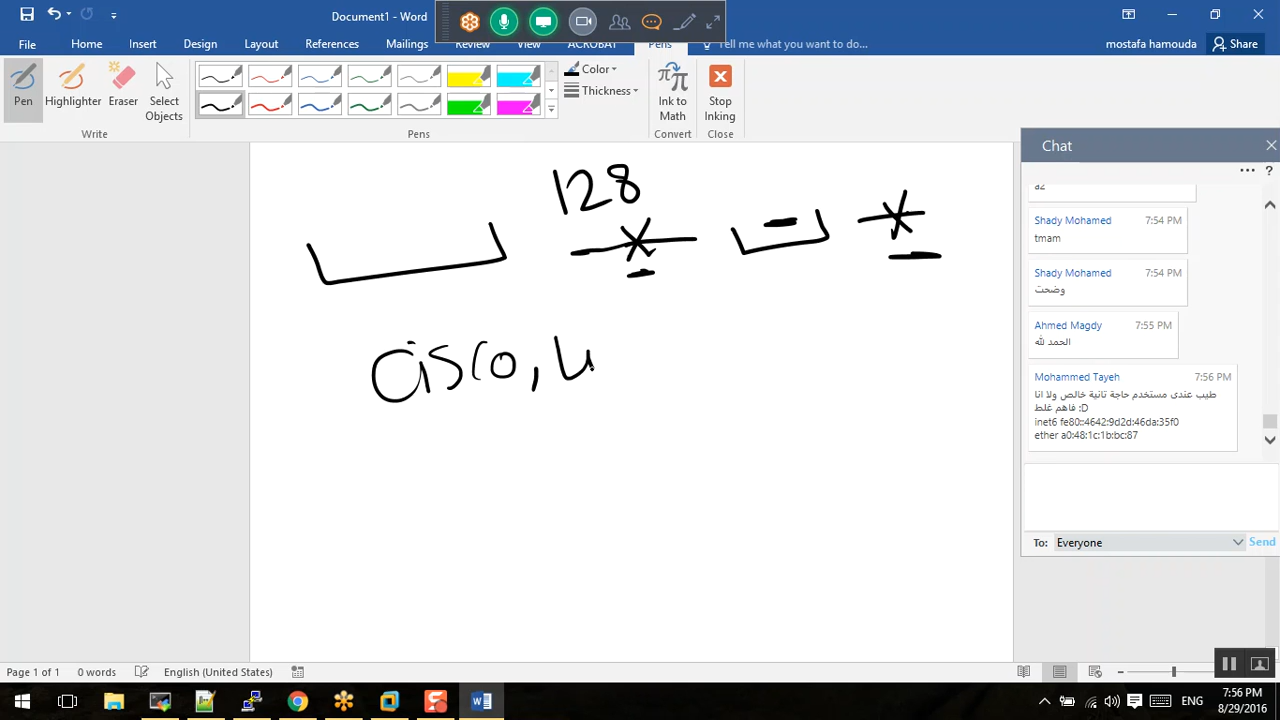 Document1 - Word
File
Home
Insert
Design
Layout
References
Mailings
Review
View
ACROBAT
Pens
Tell me what you want to do...
mostafa hamouda
Share
Pen
Highlighter
Eraser
Select Objects
Write
Pens
Color
Thickness
Ink to Math
Convert
Stop Inking
Close
128
cisco,
Chat
a2
Shady Mohamed 7:54 PM
tmam
Shady Mohamed 7:54 PM
وضحت
Ahmed Magdy 7:55 PM
الحمد لله
Mohammed Tayeh 7:56 PM
طيب عندى مستخدم حاجة تانية خالص ولا انا
فاهم غلط :D
inet6 fe80::4642:9d2d:46da:35f0
ether a0:48:1c:1b:bc:87
To: Everyone Send
Page 1 of 1 0 words English (United States)
ENG 7:56 PM
8/29/2016